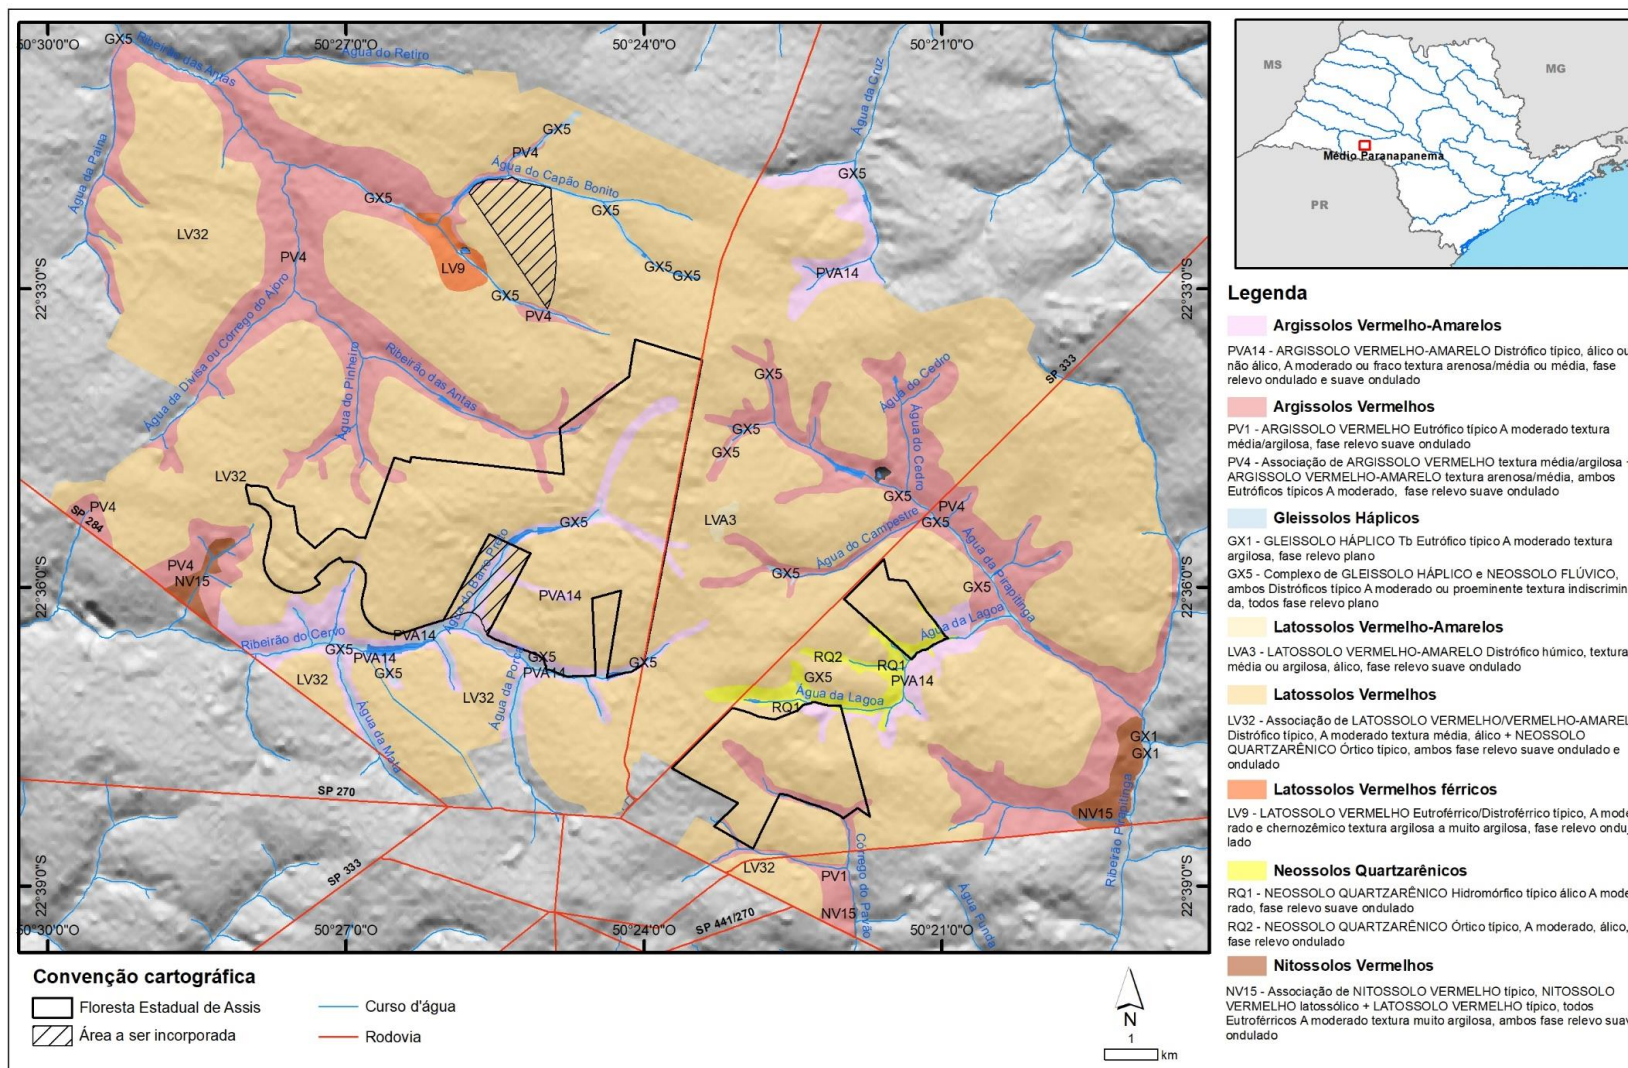 50°30'0"O
50°27'0"O
50°24'0"O
50°21'0"O
GX5
Ribeirão das Antas
Água do Retiro
Água da Cruz
Água da Paina
GX5
PV4
Água do Capão Bonito
GX5
GX5
GX5
LV32
PV4
LV9
GX5
GX5
GX5
PV4
PVA14
22°33'0"S
22°33'0"S
Água da Divisa ou Córrego do Ajoro
Água do Pinheiro
Ribeirão das Antas
SP 333
GX5
Água do Cedro
Água do Cedro
GX5
GX5
LV32
PV4
SP 284
GX5
PV4
GX5
LVA3
GX5
Água do Campestre
Água do Barro Preto
Água da Pirapitinga
PV4
NV15
GX5
GX5
22°36'0"S
22°36'0"S
PVA14
Ribeirão do Cervo
PVA14
Água da Lagoa
GX5
PVA14
GX5
GX5
GX5
PVA14
RQ2
RQ1
GX5
PVA14
LV32
LV32
Água da Porca
Água da Lagoa
RQ1
Água da Mata
GX1
GX1
SP 270
NV15
Ribeirão Pirapitinga
SP 333
LV32
PV1
NV15
Córrego do Pavão
Água Funda
SP 441/270
22°39'0"S
22°39'0"S
50°30'0"O
50°27'0"O
50°24'0"O
50°21'0"O
Convenção cartográfica
Floresta Estadual de Assis
Área a ser incorporada
Curso d'água
Rodovia
N
1
km
MS
MG
RJ
Médio Paranapanema
PR
Legenda
Argissolos Vermelho-Amarelos
PVA14 - ARGISSOLO VERMELHO-AMARELO Distrófico típico, álico ou
não álico, A moderado ou fraco textura arenosa/média ou média, fase
relevo ondulado e suave ondulado
Argissolos Vermelhos
PV1 - ARGISSOLO VERMELHO Eutrófico típico A moderado textura
média/argilosa, fase relevo suave ondulado
PV4 - Associação de ARGISSOLO VERMELHO textura média/argilosa +
ARGISSOLO VERMELHO-AMARELO textura arenosa/média, ambos
Eutróficos típicos A moderado, fase relevo suave ondulado
Gleissolos Háplicos
GX1 - GLEISSOLO HÁPLICO Tb Eutrófico típico A moderado textura
argilosa, fase relevo plano
GX5 - Complexo de GLEISSOLO HÁPLICO e NEOSSOLO FLÚVICO,
ambos Distróficos típico A moderado ou proeminente textura indiscrimin
da, todos fase relevo plano
Latossolos Vermelho-Amarelos
LVA3 - LATOSSOLO VERMELHO-AMARELO Distrófico húmico, textura
média ou argilosa, álico, fase relevo suave ondulado
Latossolos Vermelhos
LV32 - Associação de LATOSSOLO VERMELHO/VERMELHO-AMAREL
Distrófico típico, A moderado textura média, álico + NEOSSOLO
QUARTZARÊNICO Órtico típico, ambos fase relevo suave ondulado e
ondulado
Latossolos Vermelhos férricos
LV9 - LATOSSOLO VERMELHO Eutroférrico/Distroférrico típico, A mode
rado e chernozêmico textura argilosa a muito argilosa, fase relevo ondu
lado
Neossolos Quartzarênicos
RQ1 - NEOSSOLO QUARTZARÊNICO Hidromórfico típico álico A mode
rado, fase relevo suave ondulado
RQ2 - NEOSSOLO QUARTZARÊNICO Órtico típico, A moderado, álico,
fase relevo ondulado
Nitossolos Vermelhos
NV15 - Associação de NITOSSOLO VERMELHO típico, NITOSSOLO
VERMELHO latossólico + LATOSSOLO VERMELHO típico, todos
Eutroférricos A moderado textura muito argilosa, ambos fase relevo suav
ondulado